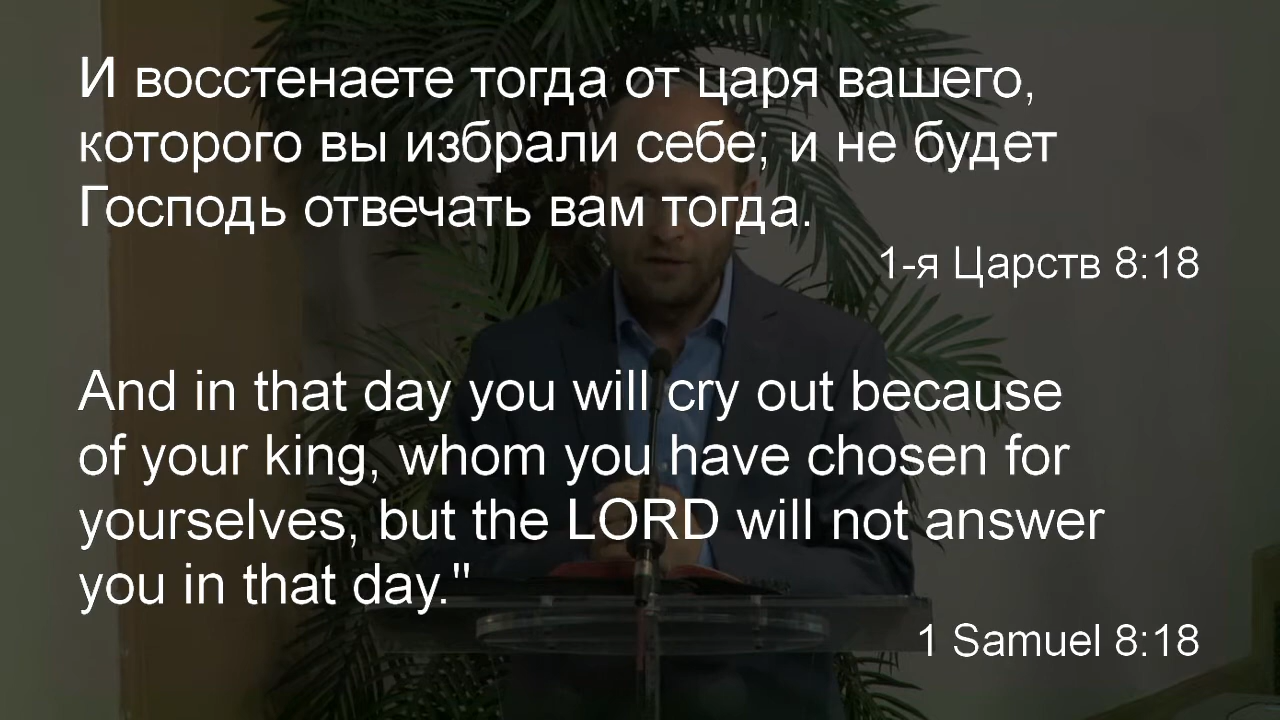 И восстенаете тогда от царя вашего,
которого вы избрали себе; и не будет
Господь отвечать вам тогда.
1-я Царств 8:18
And in that day you will cry out because
of your king, whom you have chosen for
yourselves, but the LORD will not answer
you in that day."
1 Samuel 8:18